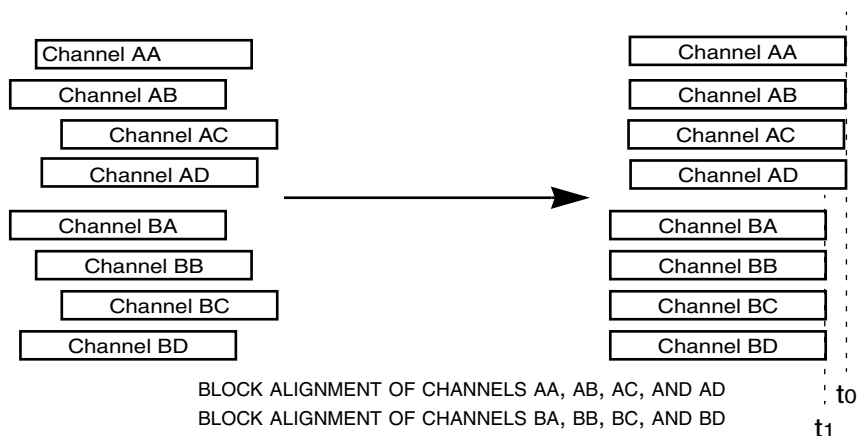 Channel AA
Channel AB
Channel AC
Channel AD
Channel BA
Channel BB
Channel BC
Channel BD
Channel AA
Channel AB
Channel AC
Channel AD
Channel BA
Channel BB
Channel BC
Channel BD
BLOCK ALIGNMENT OF CHANNELS AA, AB, AC, AND AD
BLOCK ALIGNMENT OF CHANNELS BA, BB, BC, AND BD
t0
t1